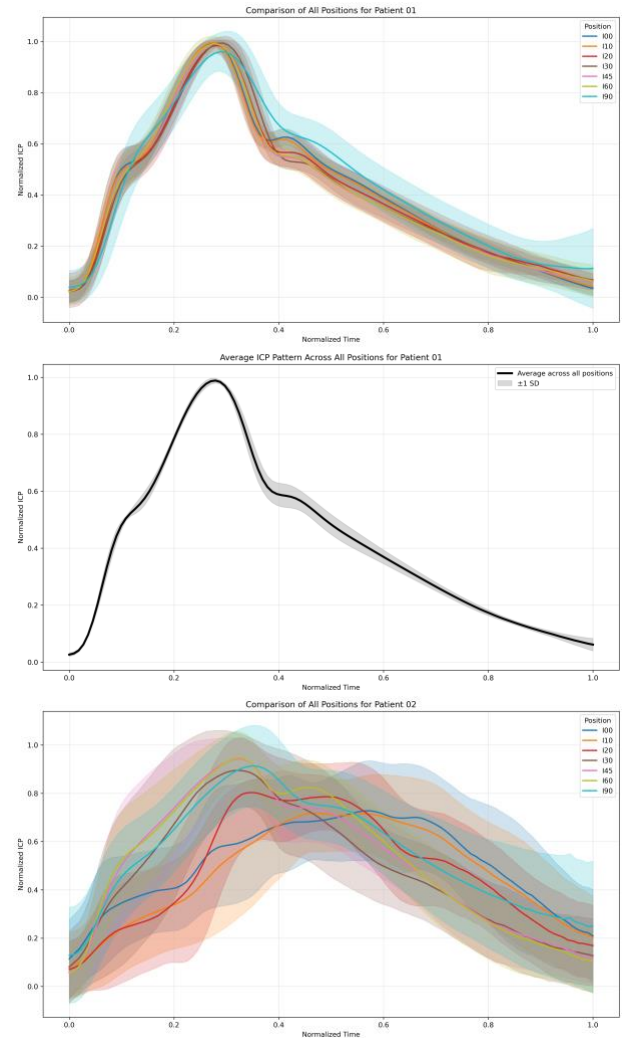 Comparison of All Positions for Patient 01
Position
I00
I10
I20
I30
I45
I60
I90
1.0
0.8
0.6
0.4
0.2
0.0
Normalized ICP
0.0 0.2 0.4 0.6 0.8 1.0
Normalized Time
Average ICP Pattern Across All Positions for Patient 01
Average across all positions
±1 SD
1.0
0.8
0.6
0.4
0.2
0.0
Normalized ICP
0.0 0.2 0.4 0.6 0.8 1.0
Normalized Time
Comparison of All Positions for Patient 02
Position
I00
I10
I20
I30
I45
I60
I90
1.0
0.8
0.6
0.4
0.2
0.0
Normalized ICP
0.0 0.2 0.4 0.6 0.8 1.0
Normalized Time